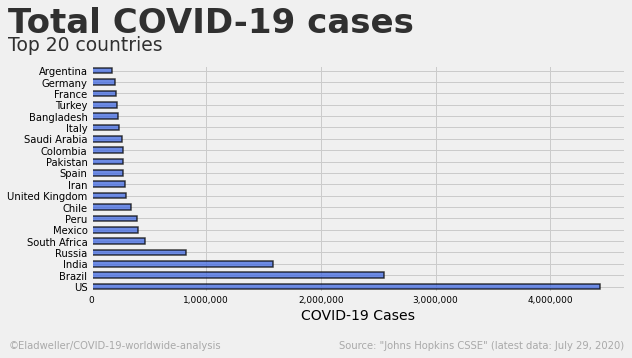 Total COVID-19 cases
Top 20 countries
Argentina
Germany
France
Turkey
Bangladesh
Italy
Saudi Arabia
Colombia
Pakistan
Spain
Iran
United Kingdom
Chile
Peru
Mexico
South Africa
Russia
India
Brazil
US
0 1,000,000 2,000,000 3,000,000 4,000,000
COVID-19 Cases
©Eladweller/COVID-19-worldwide-analysis Source: "Johns Hopkins CSSE" (latest data: July 29, 2020)